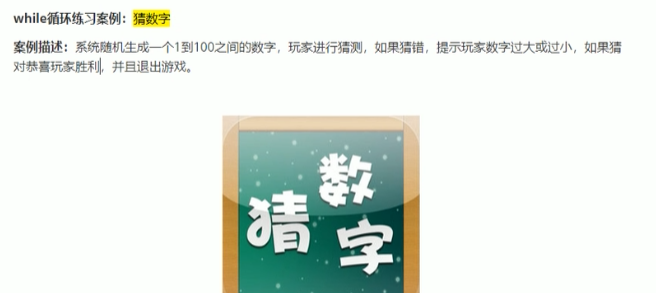 while循环练习案例：猜数字
案例描述：系统随机生成一个1到100之间的数字，玩家进行猜测，如果猜错，提示玩家数字过大或过小，如果猜
对恭喜玩家胜利，并且退出游戏。
猜数字